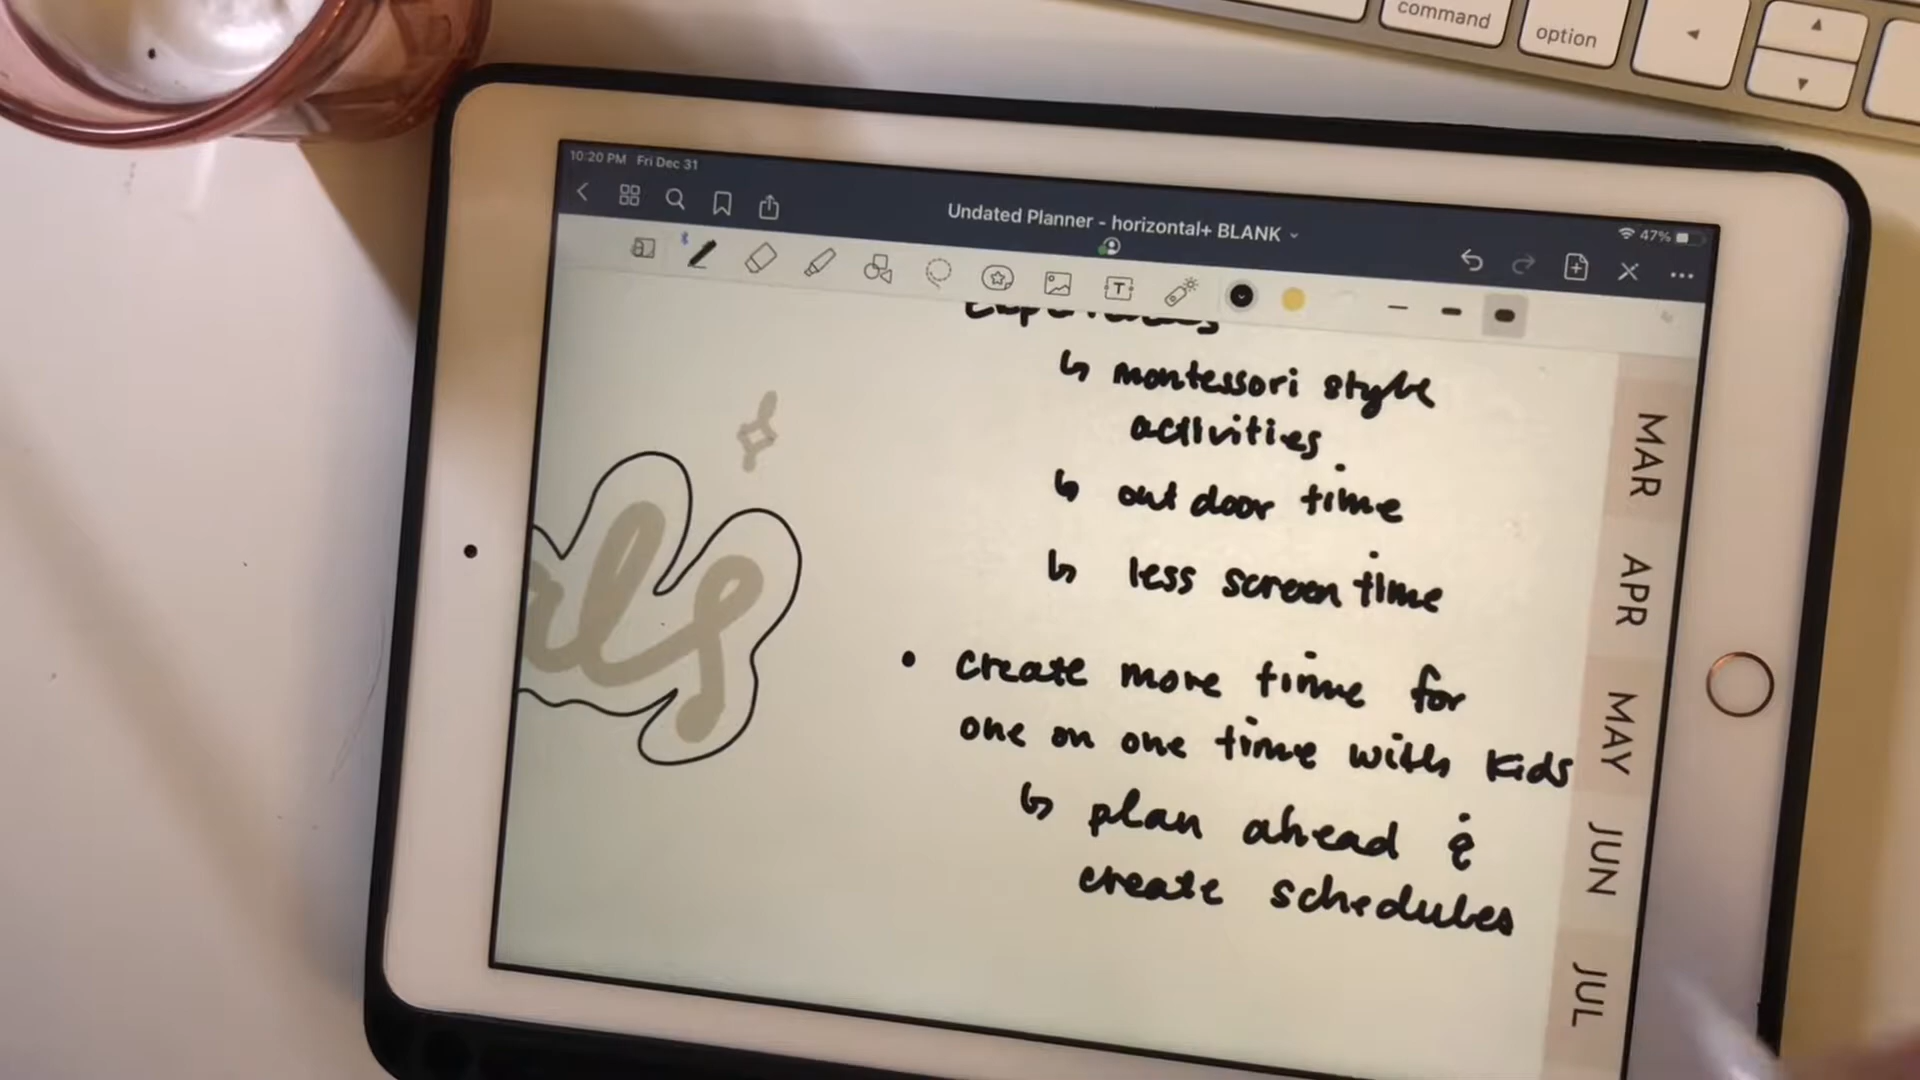 command
option
10:20 PM Fri Dec 31
Undated Planner - horizontal+ BLANK
47%
↳ montessori style
activities
↳ outdoor time
↳ less screen time
• create more time for
one on one time with kids
↳ plan ahead &
create schedules
als
MAR
APR
MAY
JUN
JUL